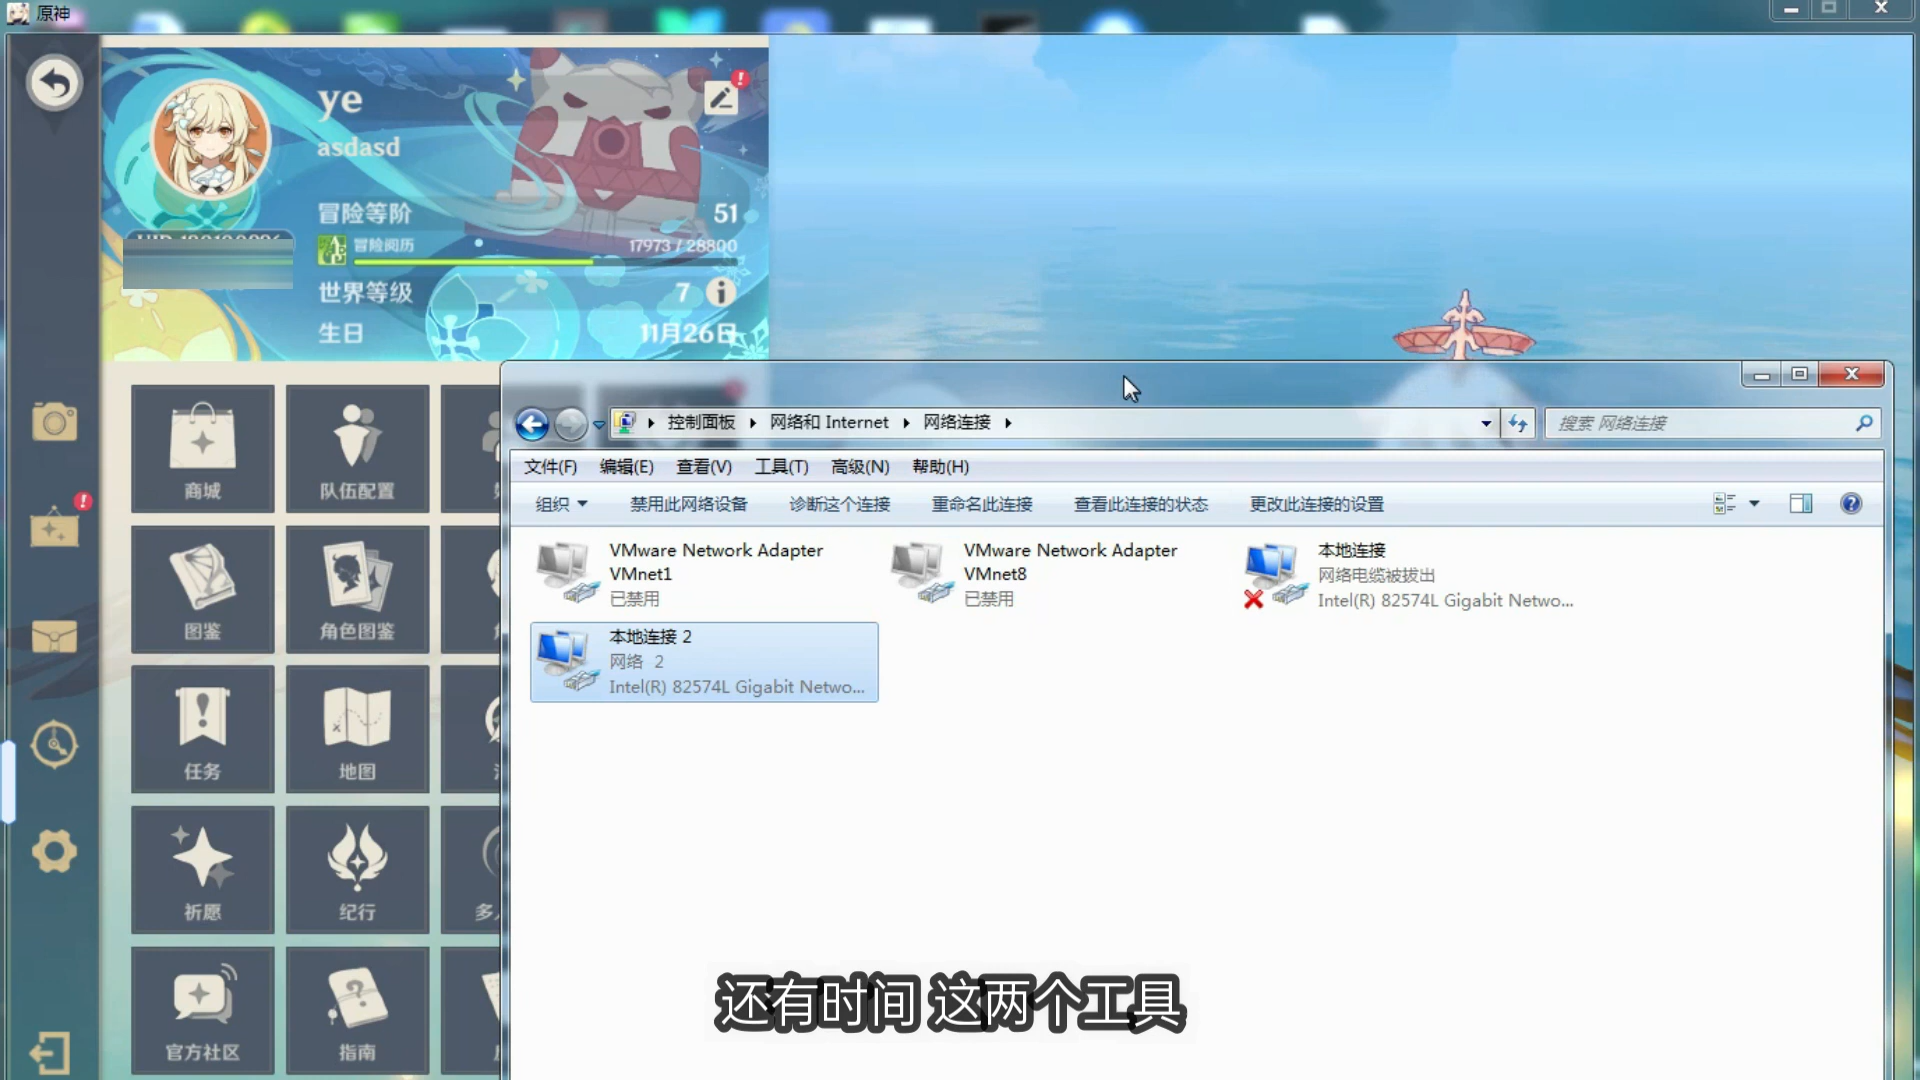 原神
ye
asdasd
冒险等阶 51
冒险阅历 17973 / 28800
世界等级 7
生日 11月26日
商城
队伍配置
图鉴
角色图鉴
任务
地图
祈愿
纪行
多人
官方社区
指南
控制面板 网络和 Internet 网络连接
搜索 网络连接
文件(F) 编辑(E) 查看(V) 工具(T) 高级(N) 帮助(H)
组织 禁用此网络设备 诊断这个连接 重命名此连接 查看此连接的状态 更改此连接的设置
VMware Network Adapter
VMnet1
已禁用
VMware Network Adapter
VMnet8
已禁用
本地连接
网络电缆被拔出
Intel(R) 82574L Gigabit Netwo...
本地连接 2
网络 2
Intel(R) 82574L Gigabit Netwo...
还有时间 这两个工具